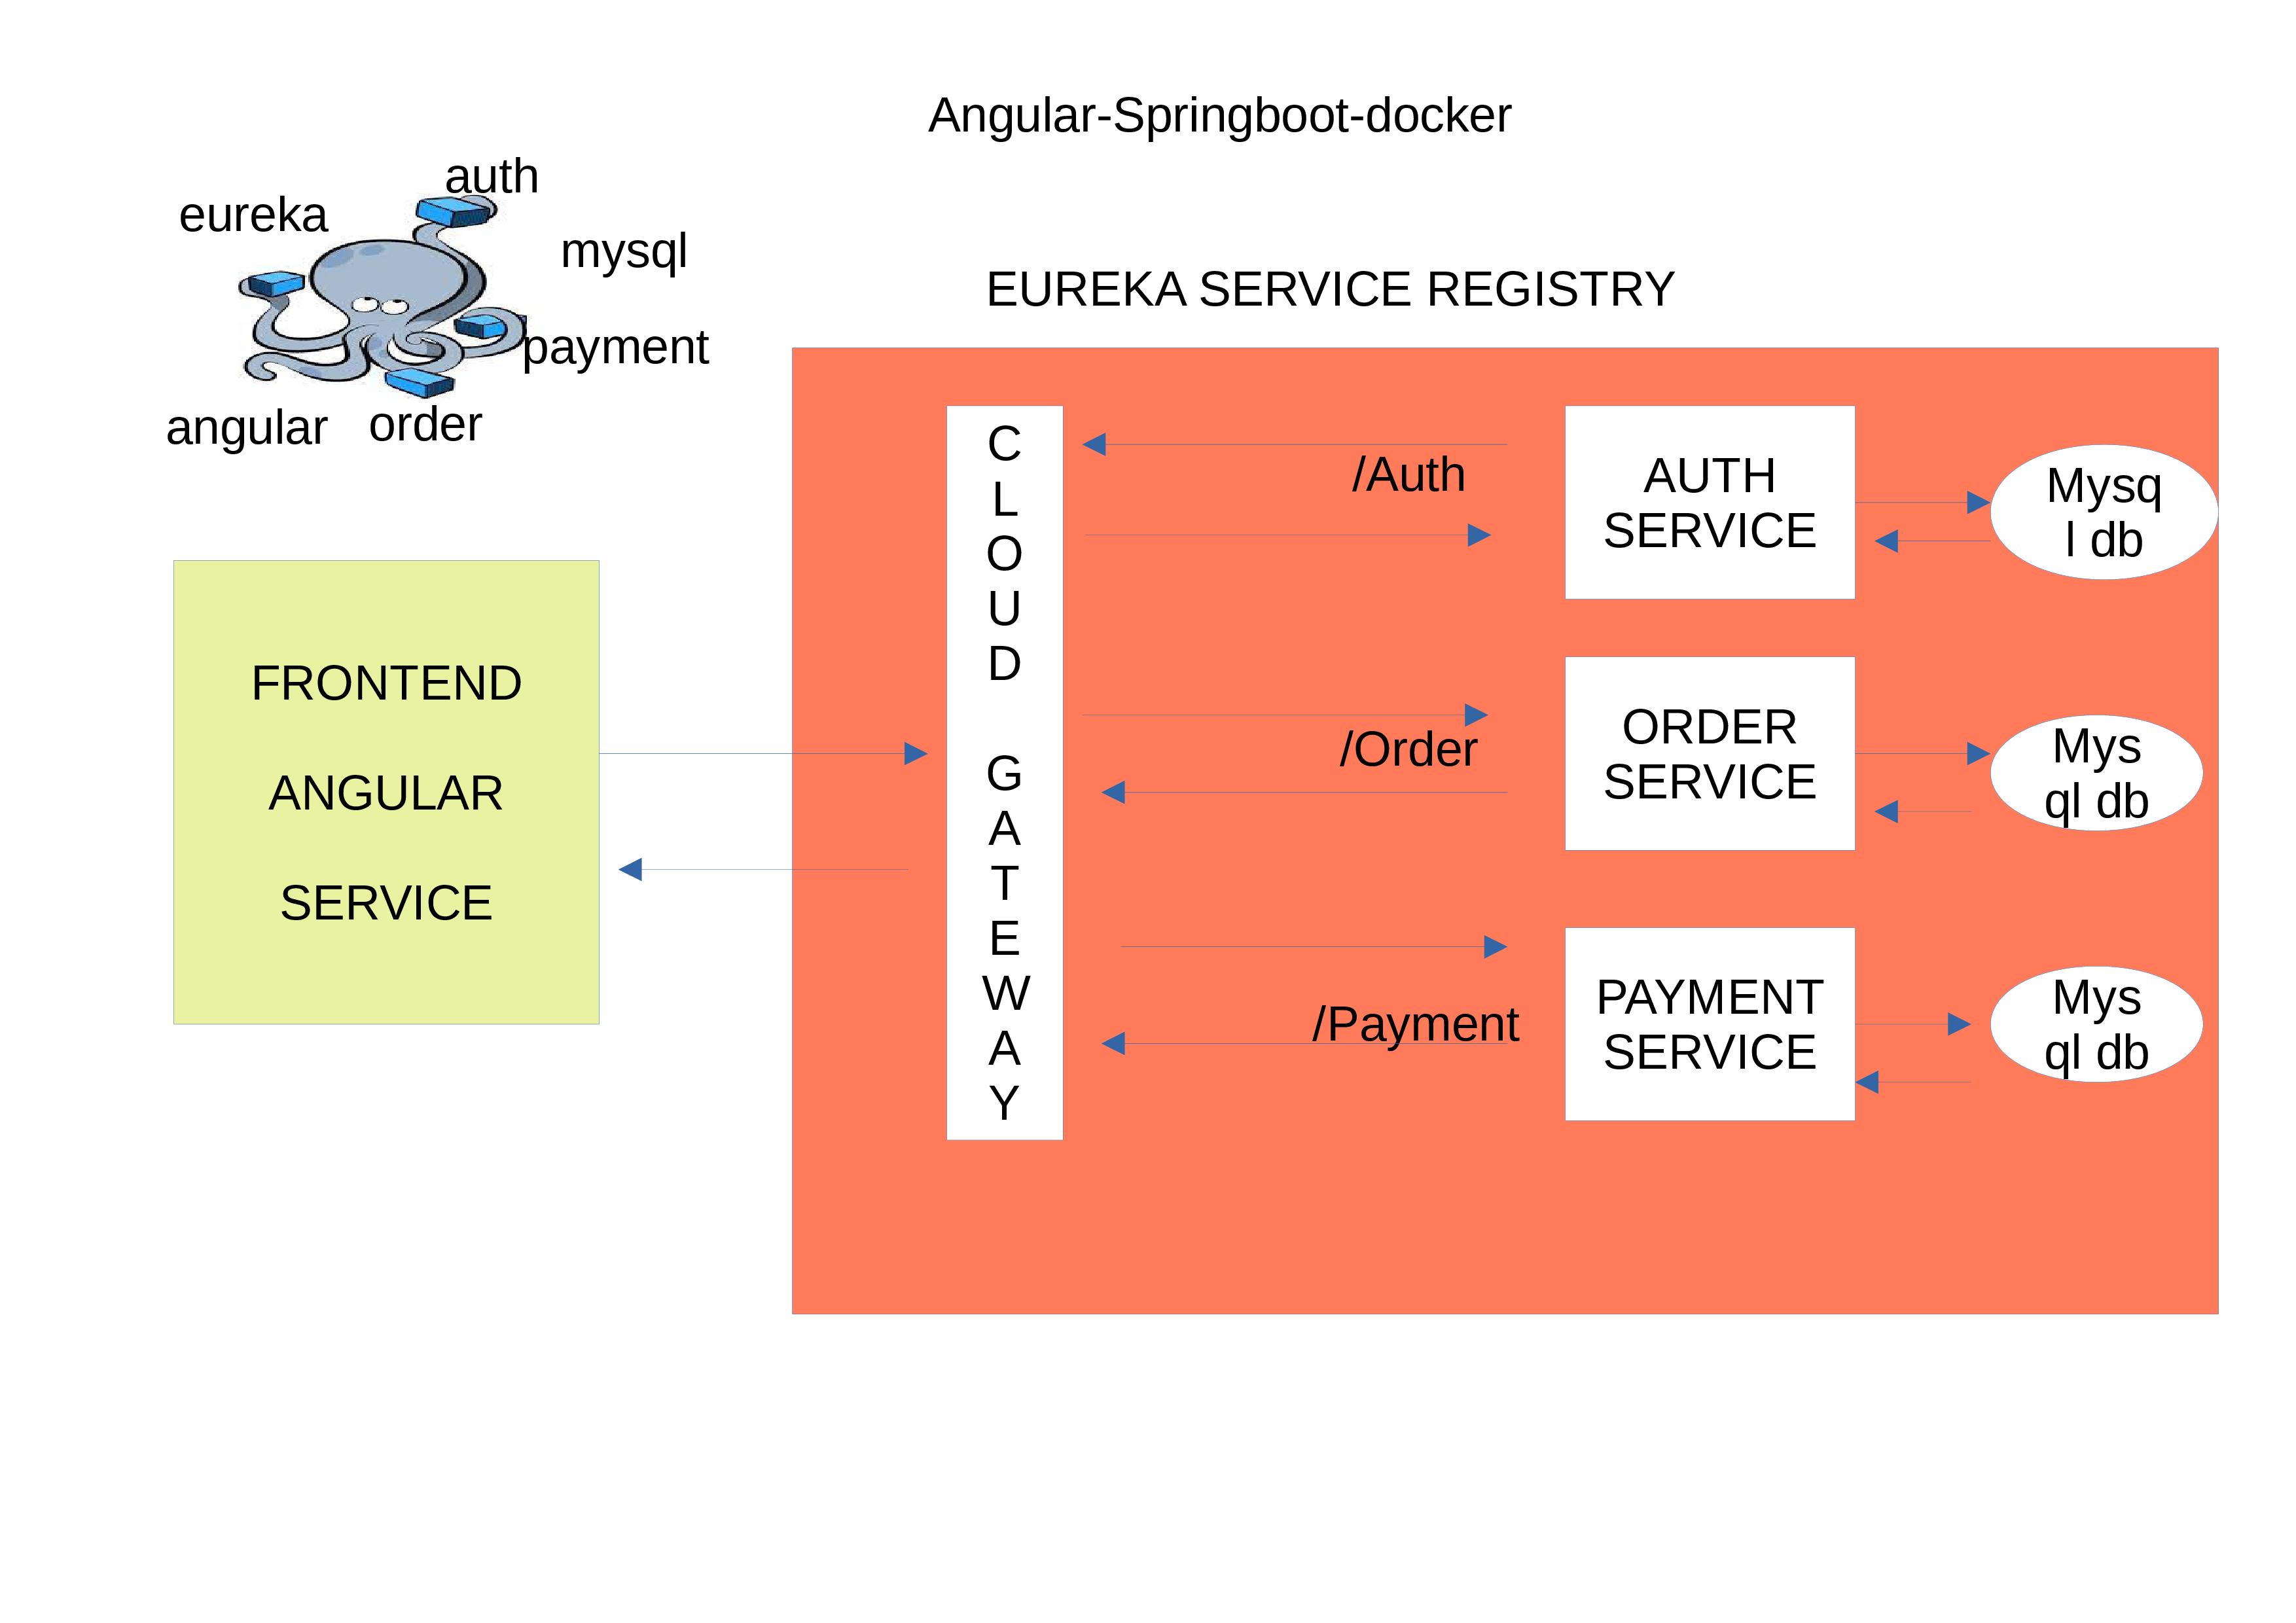 Angular-Springboot-docker
auth
eureka
mysql
payment
angular
order
EUREKA SERVICE REGISTRY
FRONTEND
ANGULAR
SERVICE
C
L
O
U
D
G
A
T
E
W
A
Y
/Auth
AUTH
SERVICE
Mysq
l db
/Order
ORDER
SERVICE
Mys
ql db
/Payment
PAYMENT
SERVICE
Mys
ql db